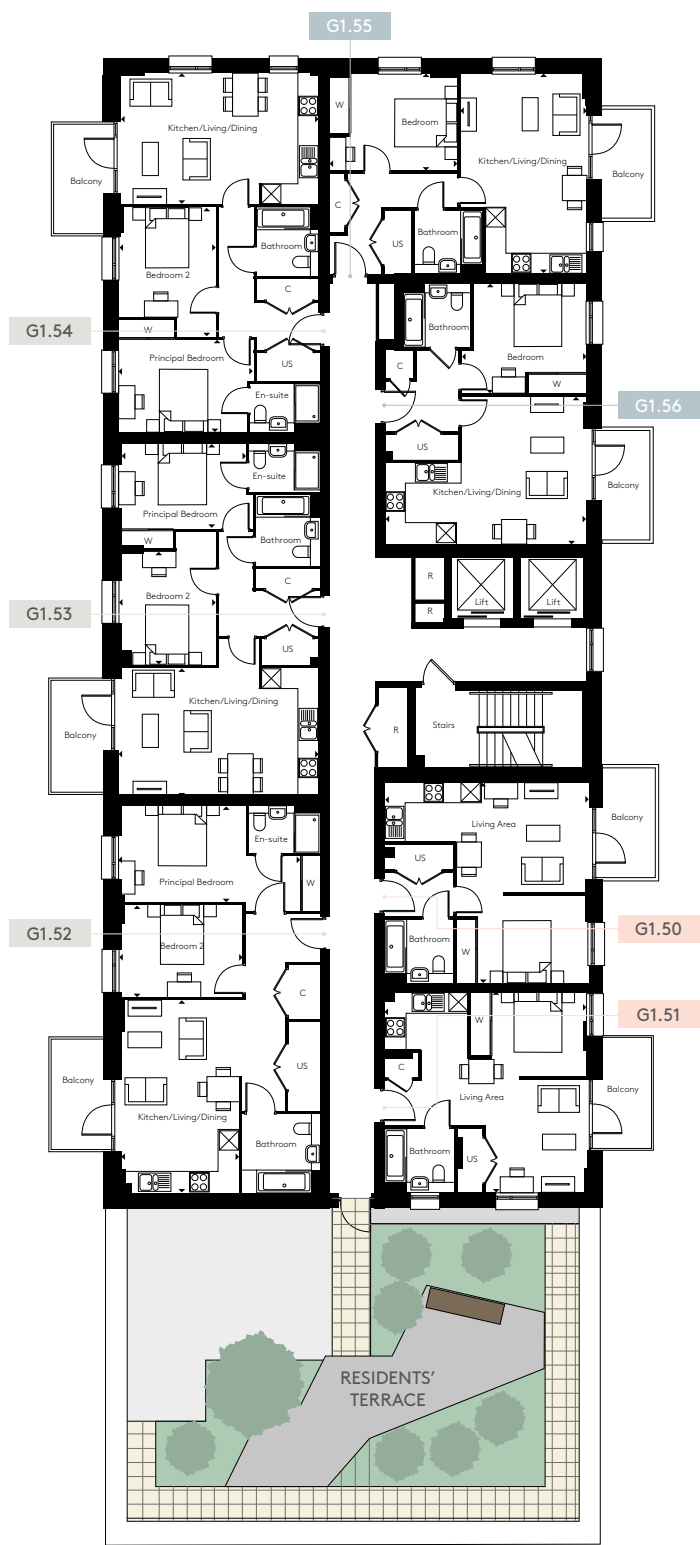 G1.55
W
Bedroom
Kitchen/Living/Dining
Kitchen/Living/Dining
Balcony
Balcony
C
Bathroom
US
Bathroom
Bedroom 2
C
G1.54
W
US
Principal Bedroom
En-suite
Bathroom
Bedroom
C
W
G1.56
US
Kitchen/Living/Dining
Balcony
En-suite
Principal Bedroom
W
Bathroom
C
Bedroom 2
G1.53
US
R
R
Lift
Lift
Kitchen/Living/Dining
Balcony
R
Stairs
Living Area
Balcony
US
En-suite
Principal Bedroom
W
G1.52
Bedroom 2
Bathroom
W
G1.50
C
US
W
G1.51
C
Living Area
Balcony
Balcony
Kitchen/Living/Dining
Bathroom
Bathroom
US
RESIDENTS'
TERRACE